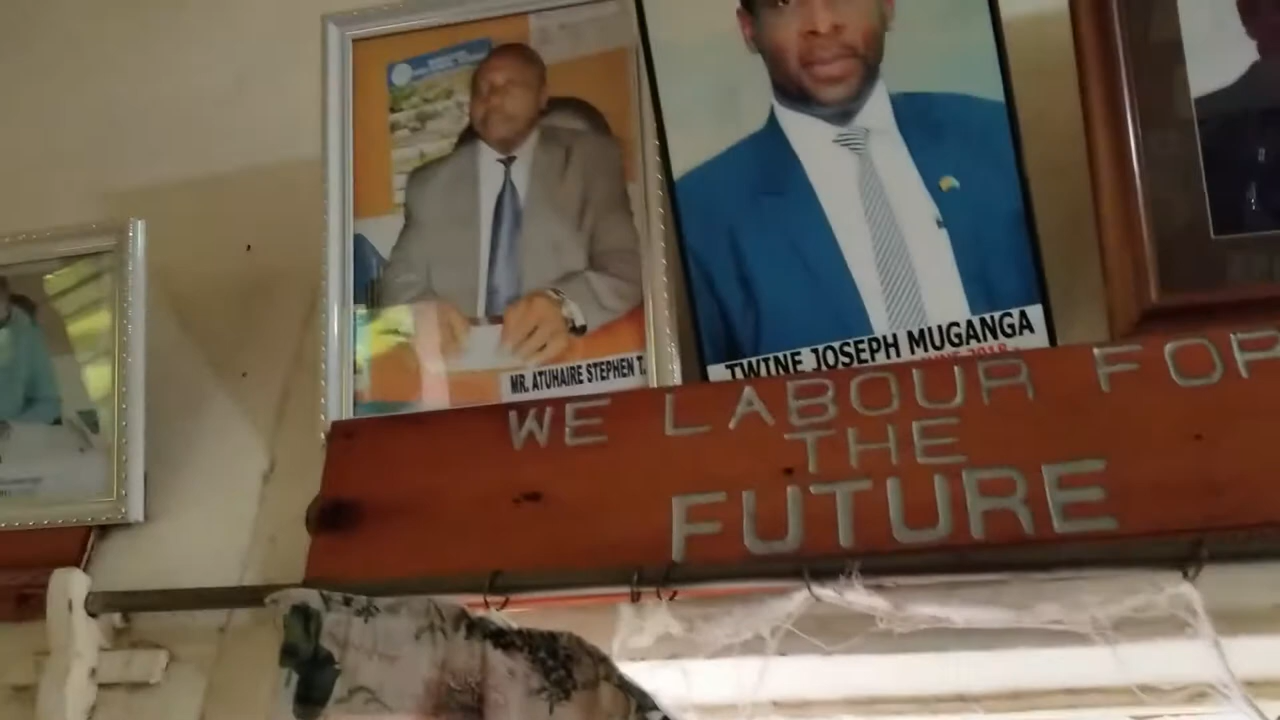 MR. ATUHAIRE STEPHEN T.
TWINE JOSEPH MUGANGA
WE LABOUR FOR
THE
FUTURE